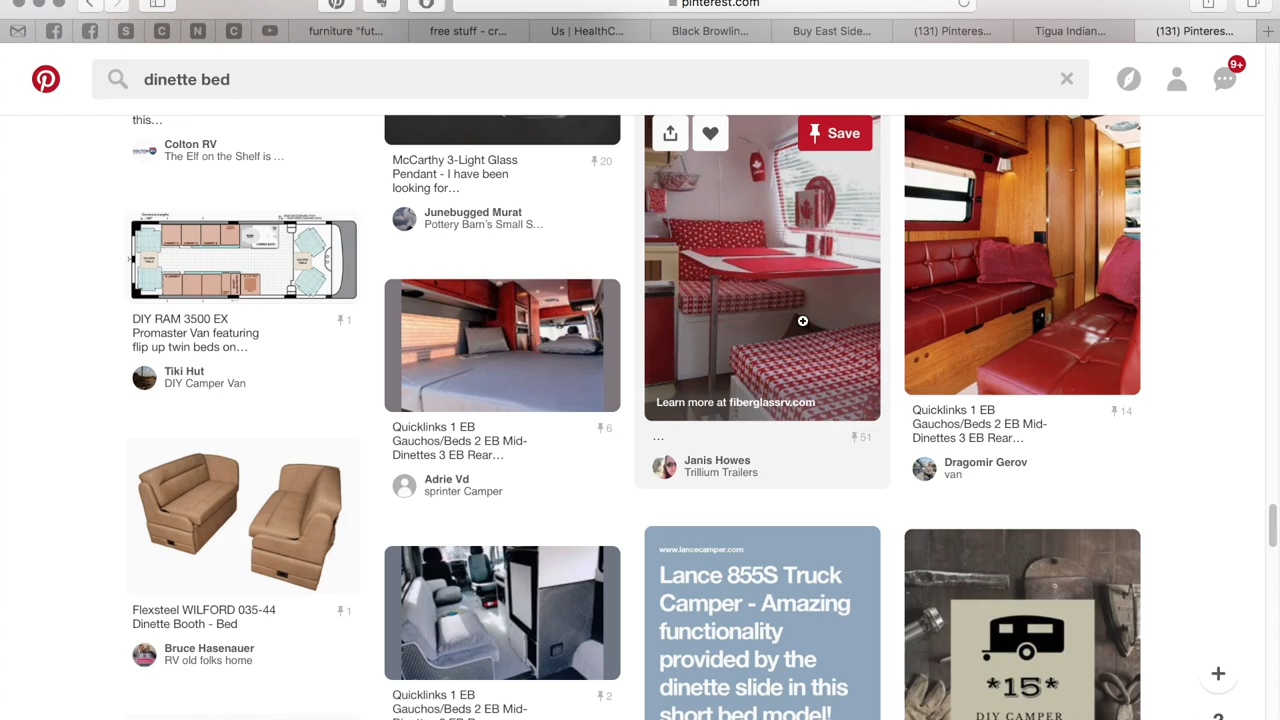 pinterest.com
furniture "fut...
free stuff - cr...
Us | HealthC...
Black Browlin...
Buy East Side...
(131) Pinteres...
Tigua Indian...
(131) Pinteres...
dinette bed
9+
this…
Colton RV
The Elf on the Shelf is …
DIY RAM 3500 EX
Promaster Van featuring
flip up twin beds on…
1
Tiki Hut
DIY Camper Van
Flexsteel WILFORD 035-44
Dinette Booth - Bed
1
Bruce Hasenauer
RV old folks home
McCarthy 3-Light Glass
Pendant - I have been
looking for…
20
Junebugged Murat
Pottery Barn's Small S…
Quicklinks 1 EB
Gauchos/Beds 2 EB Mid-
Dinettes 3 EB Rear…
6
Adrie Vd
sprinter Camper
Quicklinks 1 EB
Gauchos/Beds 2 EB Mid-
2
Save
Learn more at fiberglassrv.com
…
51
Janis Howes
Trillium Trailers
www.lancecamper.com
Lance 855S Truck
Camper - Amazing
functionality
provided by the
dinette slide in this
short bed model!
Quicklinks 1 EB
Gauchos/Beds 2 EB Mid-
Dinettes 3 EB Rear…
14
Dragomir Gerov
van
*15*
DIY CAMPER